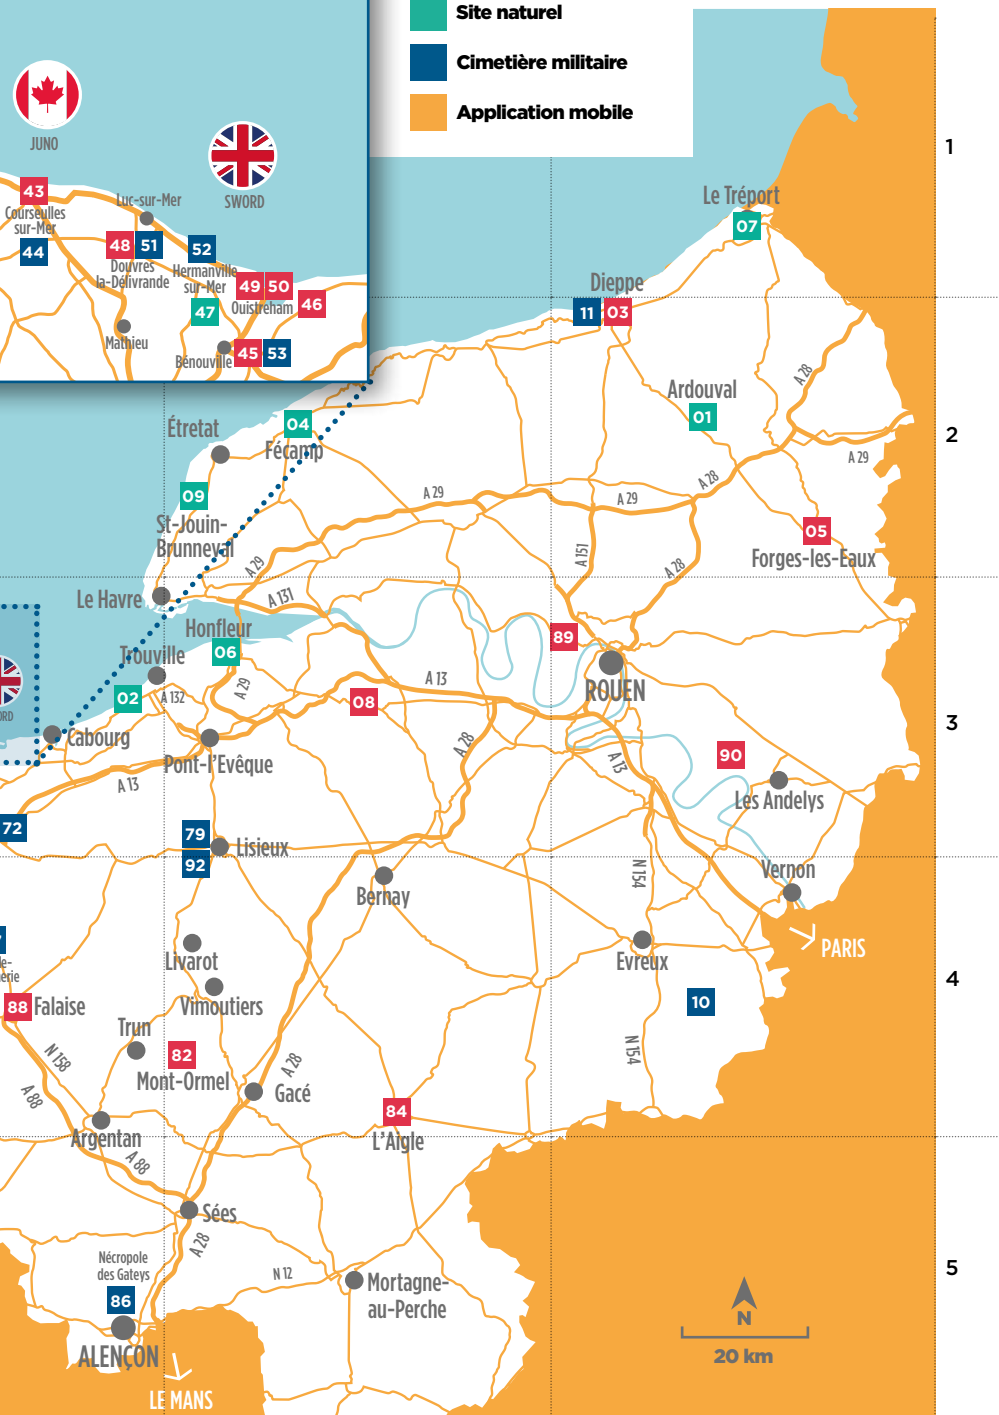 Site naturel
Cimetière militaire
Application mobile
JUNO
SWORD
43
Courseulles
sur-Mer
44
Luc-sur-Mer
48
51
Douvres
la-Délivrande
52
Hermanville
sur-Mer
47
49
50
Ouistreham
46
Mathieu
Bénouville
45
53
1
Le Tréport
07
Dieppe
11
03
Ardouval
01
A 28
2
A 29
A 28
Étretat
04
Fécamp
09
St-Jouin-
Brunneval
A 29
A 29
A 29
A 151
A 28
05
Forges-les-Eaux
Le Havre
A 131
Honfleur
06
Trouville
02
A 132
A 29
08
A 13
89
ROUEN
3
Cabourg
Pont-l'Evêque
A 13
A 28
A 13
90
Les Andelys
72
79
92
Lisieux
Bernay
N 154
Vernon
PARIS
Evreux
10
N 154
4
Livarot
Vimoutiers
88
Falaise
Trun
82
Mont-Ormel
N 158
A 88
A 28
Gacé
84
L'Aigle
Argentan
A 88
Sées
A 28
Nécropole
des Gateys
86
ALENÇON
LE MANS
N 12
Mortagne-
au-Perche
5
N
20 km